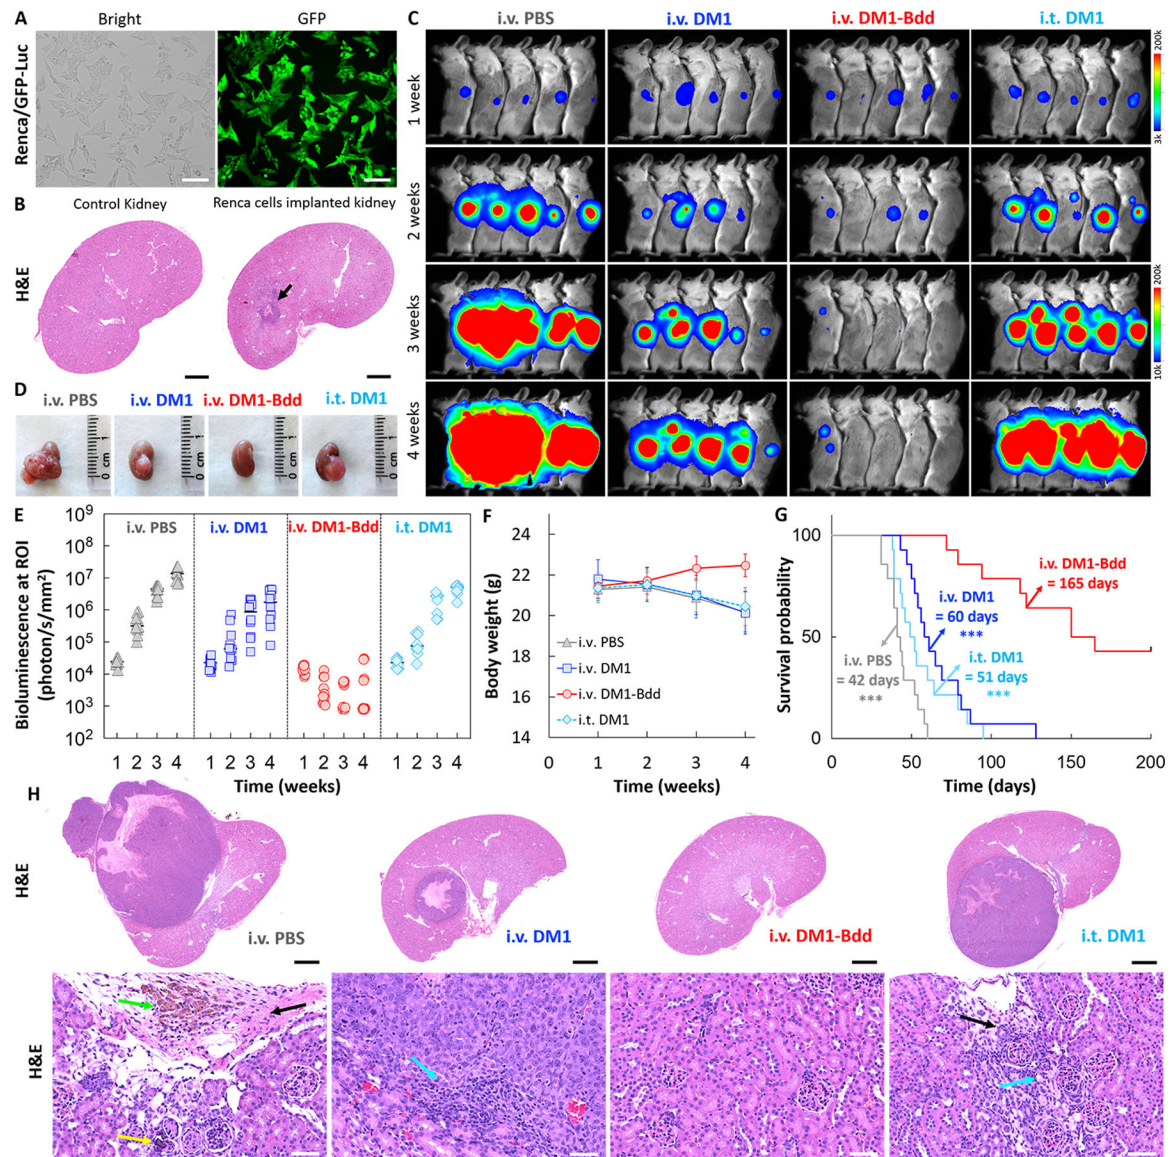 A
Bright
GFP
Renca/GFP-Luc
B
Control Kidney
Renca cells implanted kidney
H&E
C
i.v. PBS
i.v. DM1
i.v. DM1-Bdd
i.t. DM1
1 week
200k
3k
2 weeks
3 weeks
200k
10k
4 weeks
D
i.v. PBS
i.v. DM1
i.v. DM1-Bdd
i.t. DM1
0 cm 1
0 cm 1
0 cm 1
0 cm 1
E
Bioluminescence at ROI
(photon/s/mm²)
10⁹
10⁸
10⁷
10⁶
10⁵
10⁴
10³
10²
i.v. PBS
i.v. DM1
i.v. DM1-Bdd
i.t. DM1
1 2 3 4 1 2 3 4 1 2 3 4 1 2 3 4
Time (weeks)
F
Body weight (g)
24
22
20
18
16
14
i.v. PBS
i.v. DM1
i.v. DM1-Bdd
i.t. DM1
0 1 2 3 4
Time (weeks)
G
Survival probability
100
50
0
i.v. DM1-Bdd
= 165 days
i.v. DM1
= 60 days
***
i.v. PBS
= 42 days
***
i.t. DM1
= 51 days
***
0 50 100 150 200
Time (days)
H
H&E
i.v. PBS
i.v. DM1
i.v. DM1-Bdd
i.t. DM1
H&E